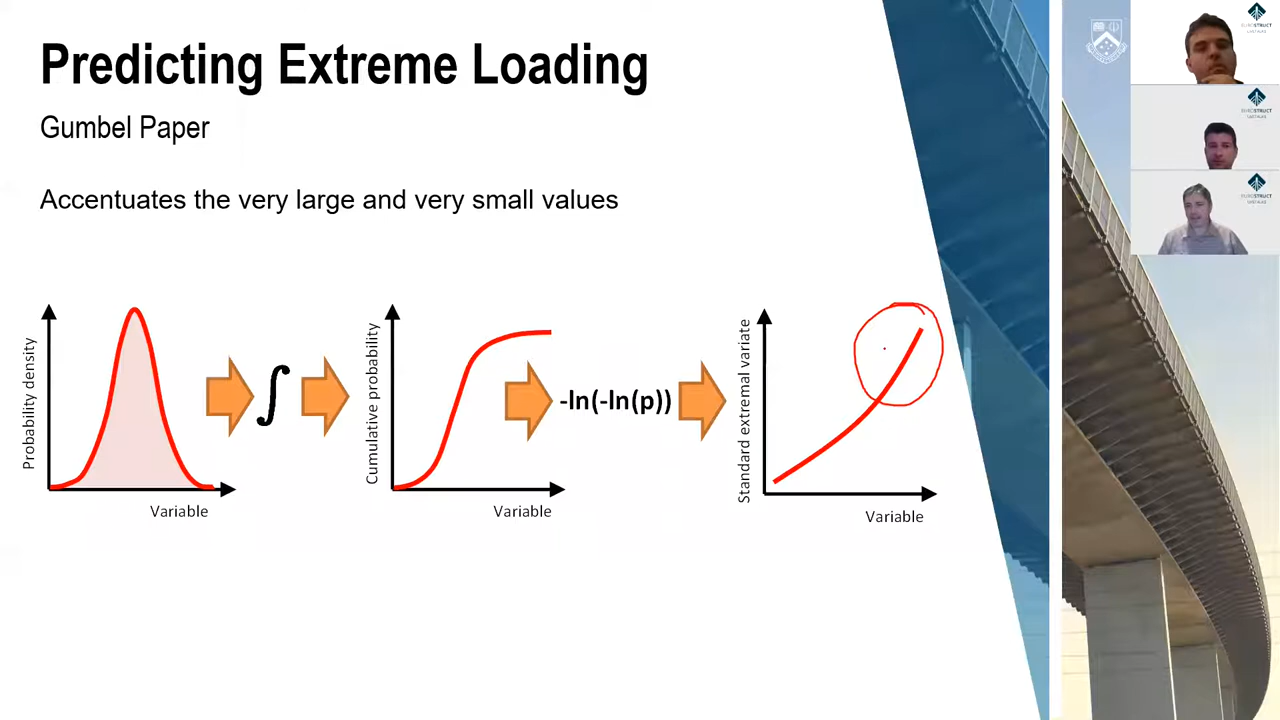 Predicting Extreme Loading
Gumbel Paper
Accentuates the very large and very small values
Probability density
Variable
∫
Cumulative probability
Variable
-ln(-ln(p))
Standard extremal variate
Variable